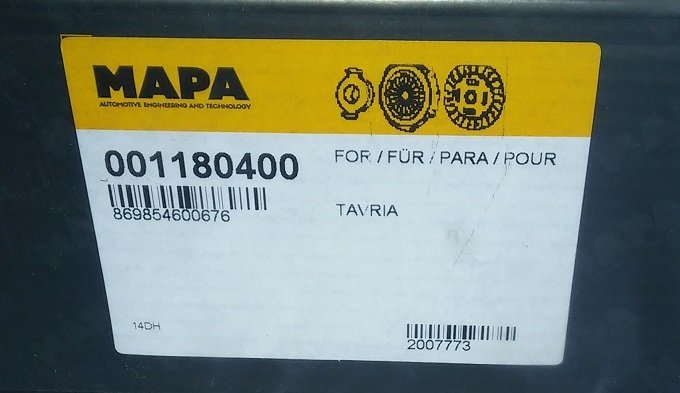 MAPA
AUTOMOTIVE ENGINEERING AND TECHNOLOGY
001180400
869854600676
FOR / FÜR / PARA / POUR
TAVRIA
14DH
2007773